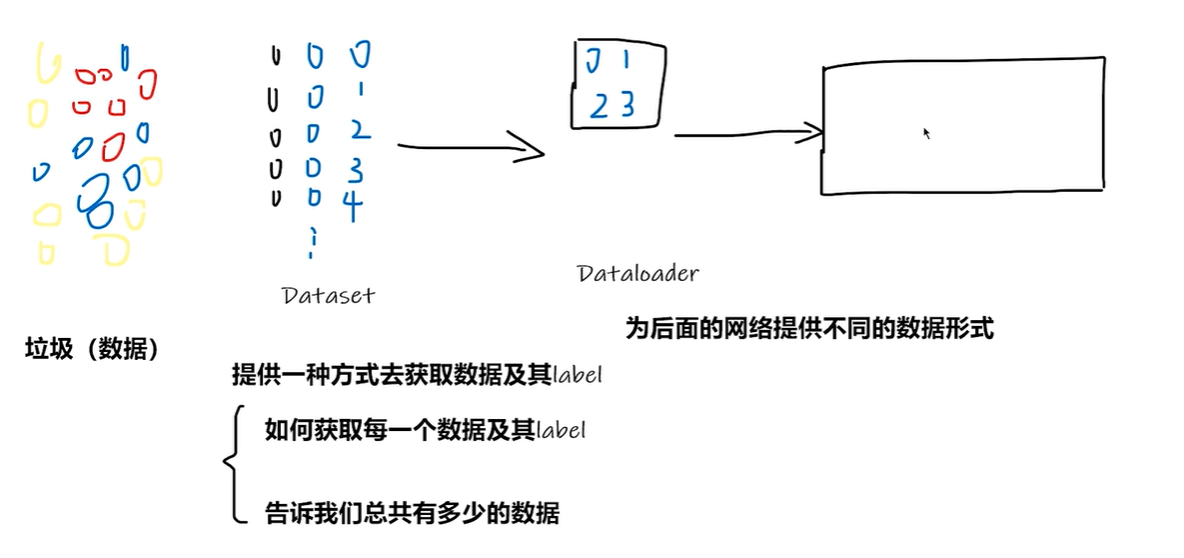 0
1
2
3
4
0 1
2 3
Dataset
Dataloader
垃圾（数据）
为后面的网络提供不同的数据形式
提供一种方式去获取数据及其label
如何获取每一个数据及其label
告诉我们总共有多少的数据